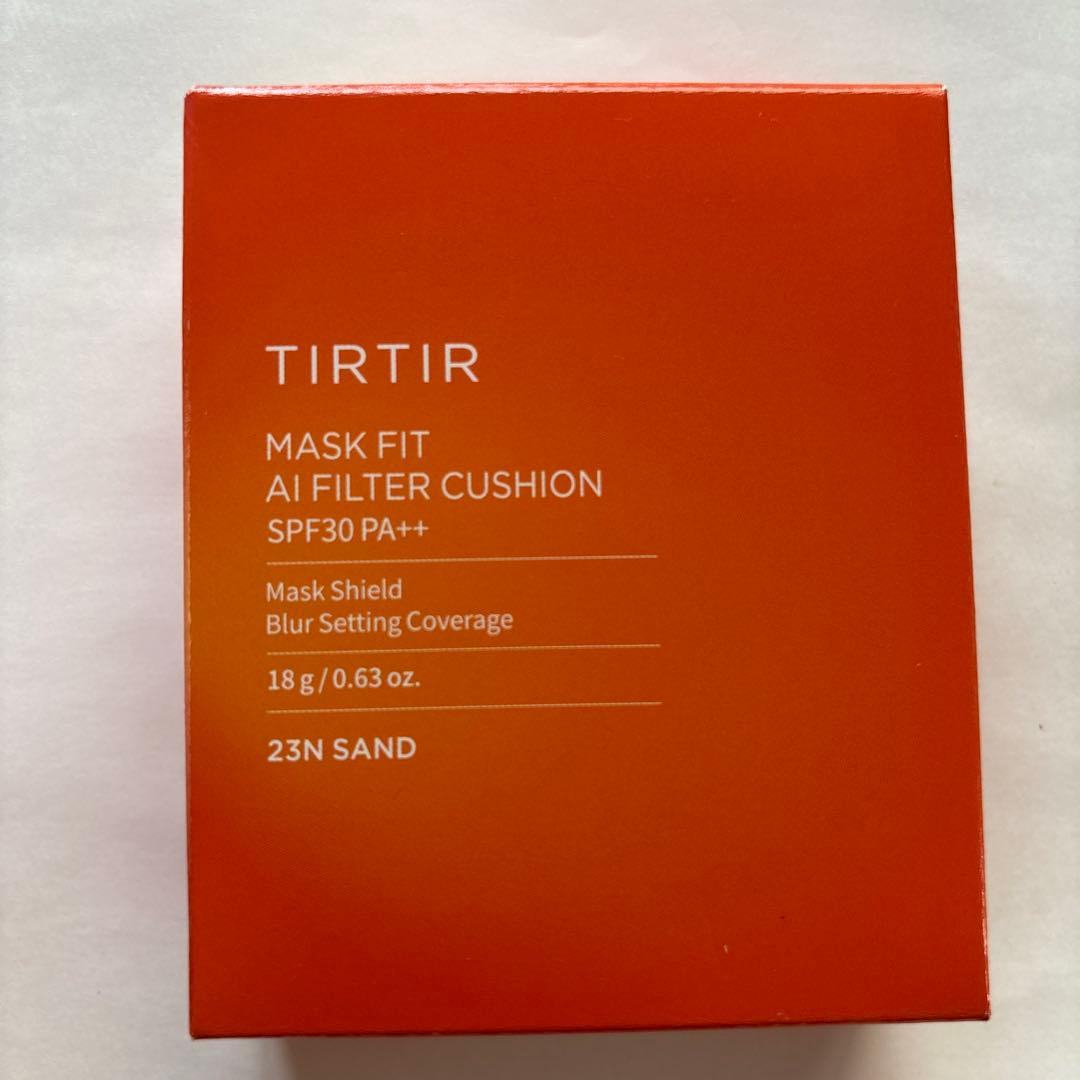 TIRTIR
MASK FIT
AI FILTER CUSHION
SPF30 PA++
Mask Shield
Blur Setting Coverage
18 g / 0.63 oz.
23N SAND